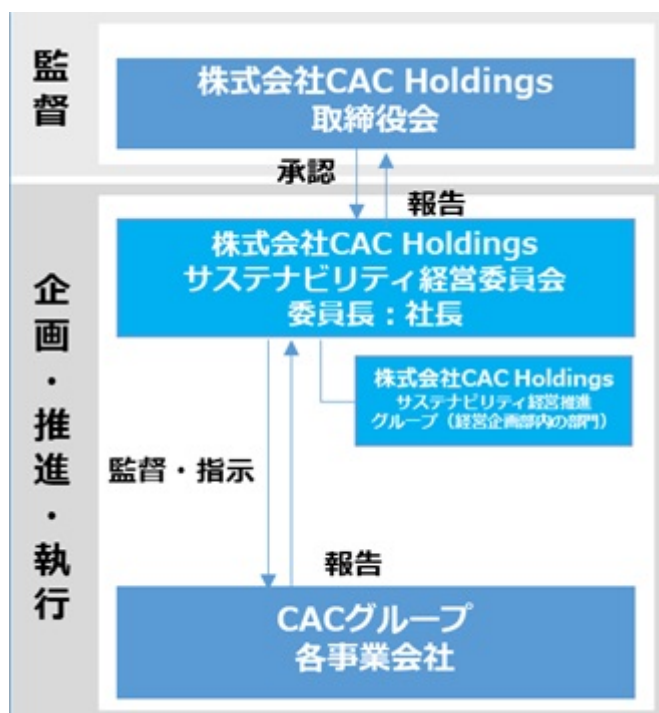 監督
株式会社CAC Holdings
取締役会
承認
報告
企画・推進・執行
株式会社CAC Holdings
サステナビリティ経営委員会
委員長：社長
株式会社CAC Holdings
サステナビリティ経営推進
グループ（経営企画部内の部門）
監督・指示
報告
CACグループ
各事業会社